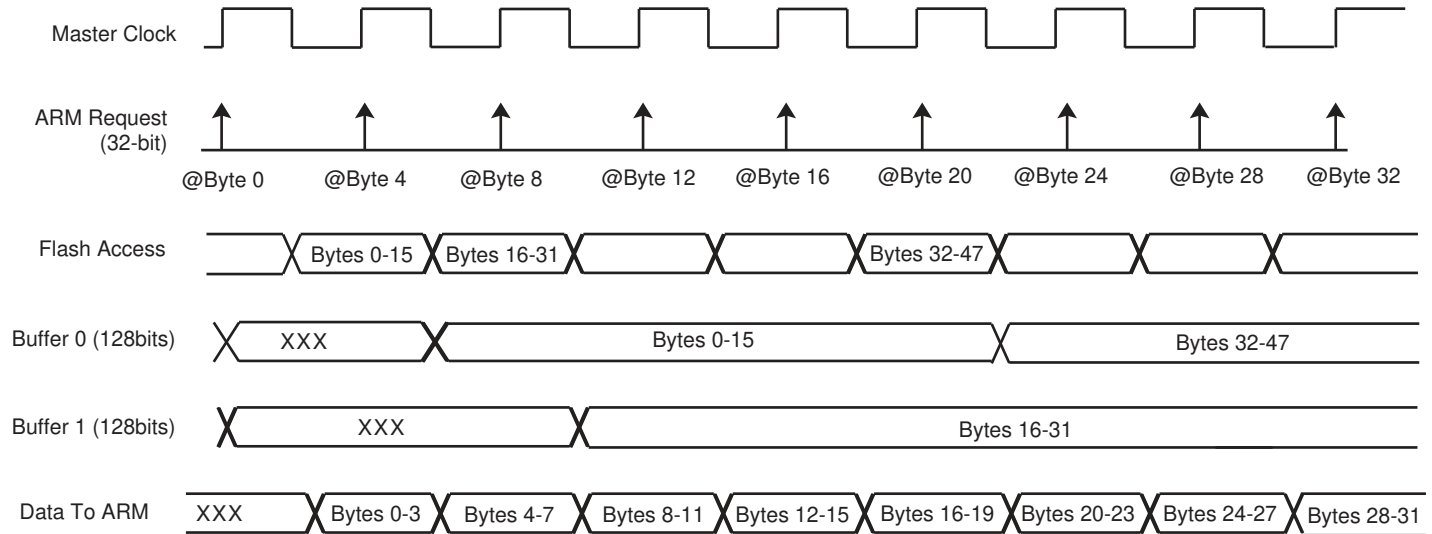 Master Clock
ARM Request
(32-bit)
@Byte 0 @Byte 4 @Byte 8 @Byte 12 @Byte 16 @Byte 20 @Byte 24 @Byte 28 @Byte 32
Flash Access Bytes 0-15 Bytes 16-31 Bytes 32-47
Buffer 0 (128bits) XXX Bytes 0-15 Bytes 32-47
Buffer 1 (128bits) XXX Bytes 16-31
Data To ARM XXX Bytes 0-3 Bytes 4-7 Bytes 8-11 Bytes 12-15 Bytes 16-19 Bytes 20-23 Bytes 24-27 Bytes 28-31